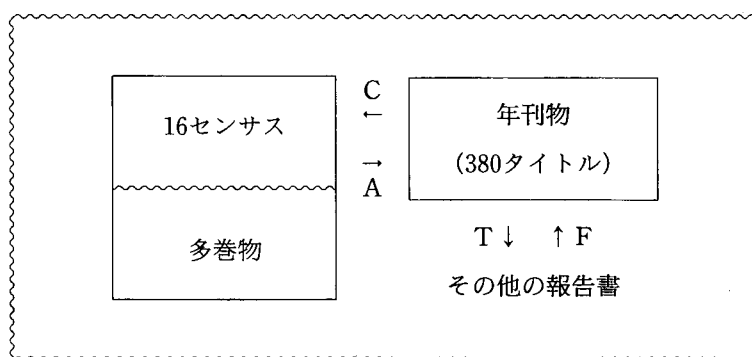 16センサス
多巻物
C
←
→
A
年刊物
(380タイトル)
T↓ ↑F
その他の報告書